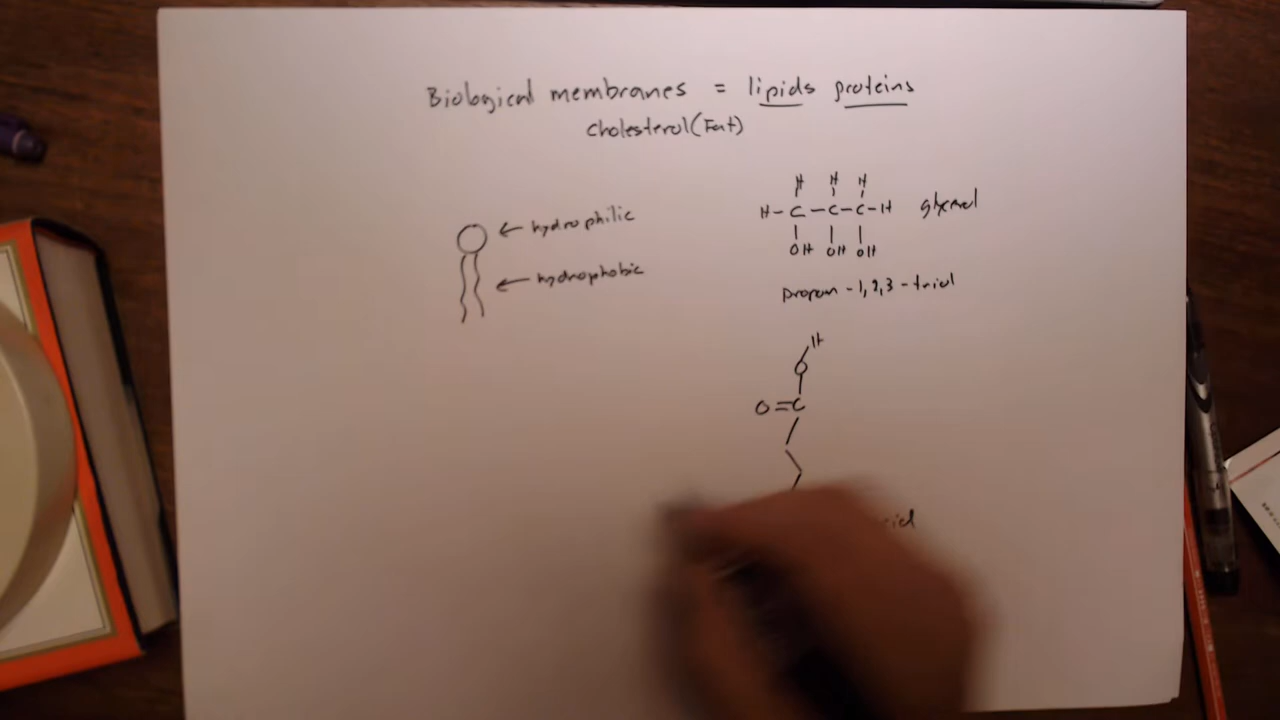 Biological membranes = lipids proteins
cholesterol (Fat)
hydrophilic
hydrophobic
H H H
H-C-C-C-H glycerol
OH OH OH
propan-1,2,3-triol
H
O
O=C